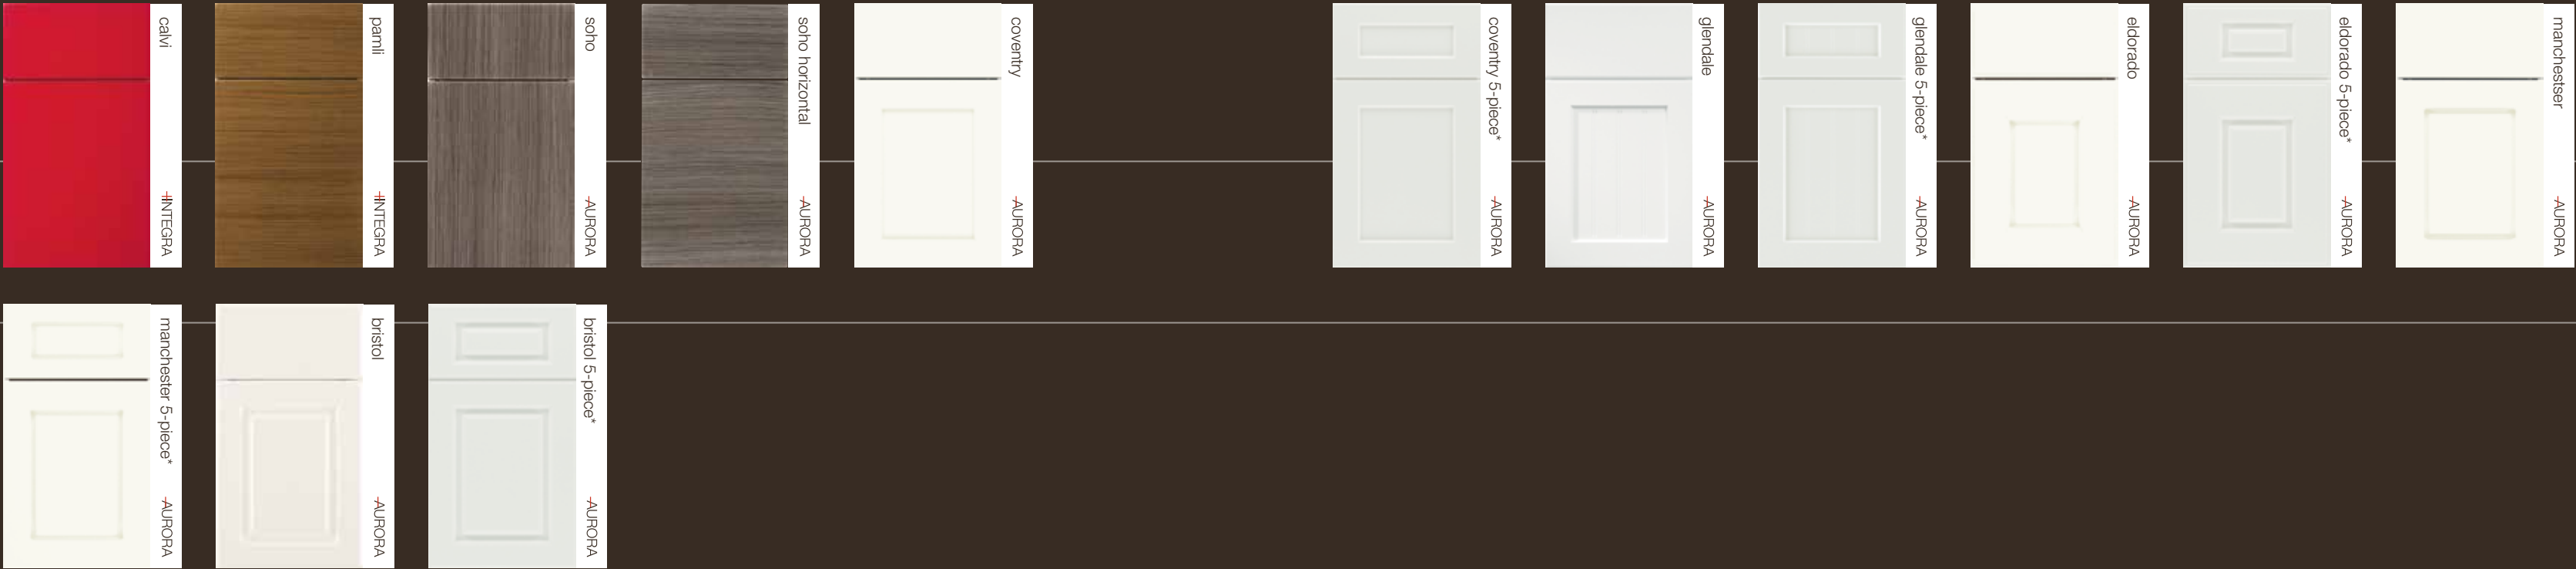 calvi
INTEGRA
pamli
INTEGRA
soho
AURORA
soho horizontal
AURORA
coventry
AURORA
coventry 5-piece*
AURORA
glendale
AURORA
glendale 5-piece*
AURORA
eldorado
AURORA
eldorado 5-piece*
AURORA
manchestser
AURORA
manchester 5-piece*
AURORA
bristol
AURORA
bristol 5-piece*
AURORA